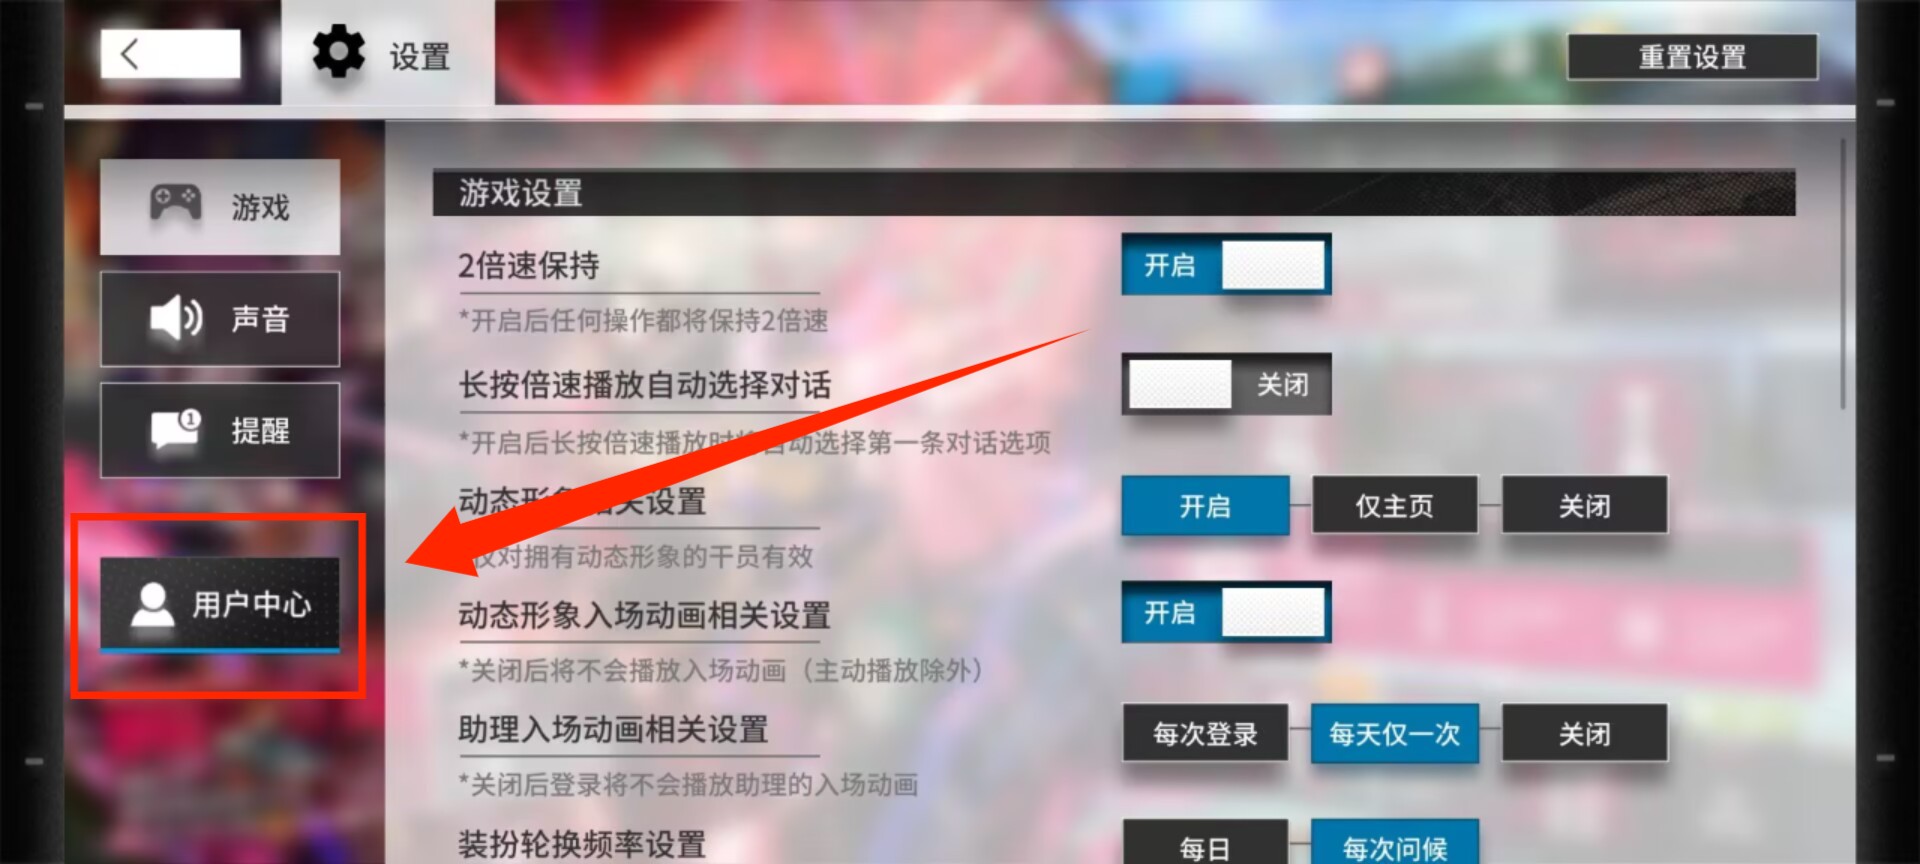 设置
重置设置
游戏
声音
1
提醒
用户中心
游戏设置
2倍速保持
开启
*开启后任何操作都将保持2倍速
长按倍速播放自动选择对话
关闭
*开启后长按倍速播放时将自动选择第一条对话选项
动态形象相关设置
开启
仅主页
关闭
仅对拥有动态形象的干员有效
动态形象入场动画相关设置
开启
*关闭后将不会播放入场动画（主动播放除外）
助理入场动画相关设置
每次登录
每天仅一次
关闭
*关闭后登录将不会播放助理的入场动画
装扮轮换频率设置
每日
每次问候